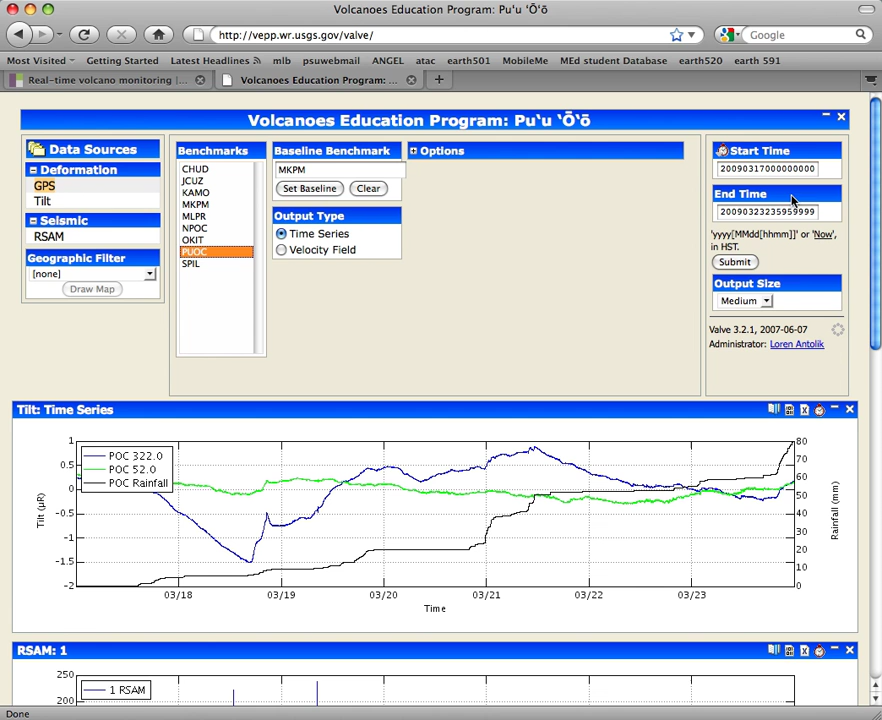 Volcanoes Education Program: Puʻu ʻŌʻō
http://vepp.wr.usgs.gov/valve/
Google
Most Visited Getting Started Latest Headlines mlb psuwebmail ANGEL atac earth501 MobileMe MEd student Database earth520 earth 591
Real-time volcano monitoring |... Volcanoes Education Program: ... +
Volcanoes Education Program: Puʻu ʻŌʻō
Data Sources
Deformation
GPS
Tilt
Seismic
RSAM
Geographic Filter
[none]
Draw Map
Benchmarks
CHUD
JCUZ
KAMO
MKPM
MLPR
NPOC
OKIT
PUOC
SPIL
Baseline Benchmark
MKPM
Set Baseline Clear
Output Type
Time Series
Velocity Field
Options
Start Time
20090317000000000
End Time
20090323235959999
'yyyy[MMdd[hhmm]]' or 'Now',
in HST.
Submit
Output Size
Medium
Valve 3.2.1, 2007-06-07
Administrator: Loren Antolik
Tilt: Time Series
POC 322.0
POC 52.0
POC Rainfall
1
0.5
0
-0.5
-1
-1.5
-2
Tilt (µR)
80
70
60
50
40
30
20
10
0
Rainfall (mm)
03/18 03/19 03/20 03/21 03/22 03/23
Time
RSAM: 1
1 RSAM
250
200
Done